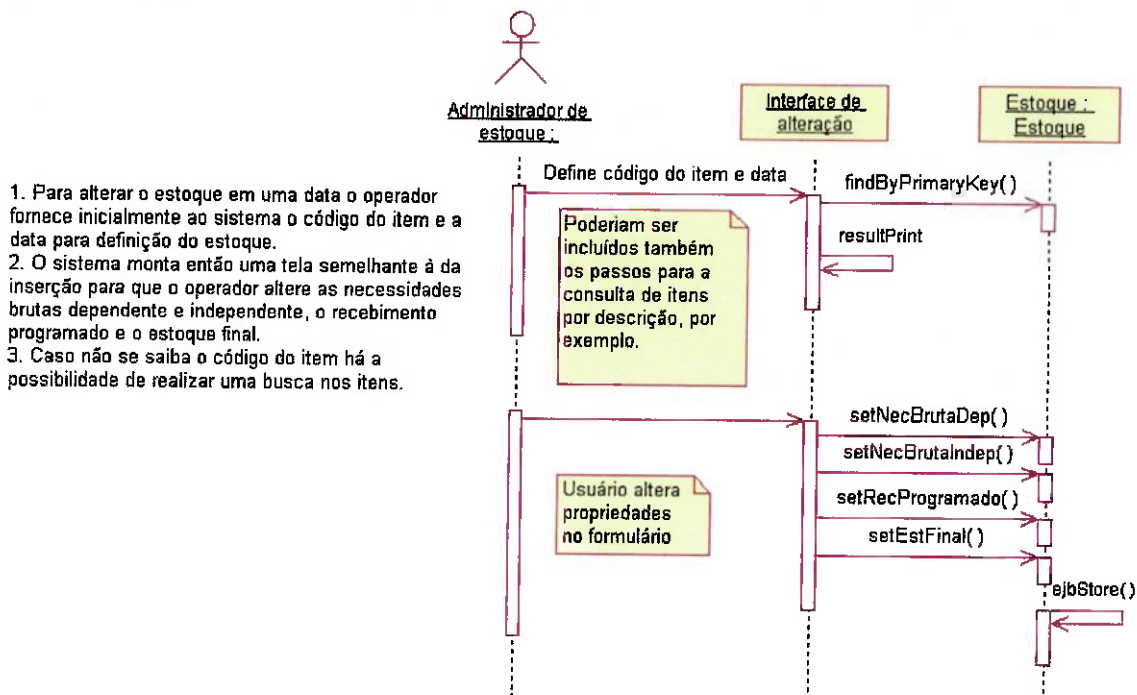 Administrador de
estoque :
Interface de
alteração
Estoque :
Estoque
1. Para alterar o estoque em uma data o operador
fornece inicialmente ao sistema o código do item e a
data para definição do estoque.
2. O sistema monta então uma tela semelhante à da
inserção para que o operador altere as necessidades
brutas dependente e independente, o recebimento
programado e o estoque final.
3. Caso não se saiba o código do item há a
possibilidade de realizar uma busca nos itens.
Define código do item e data
findByPrimaryKey( )
Poderiam ser
incluídos também
os passos para a
consulta de itens
por descrição, por
exemplo.
resultPrint
setNecBrutaDep( )
setNecBrutaIndep( )
Usuário altera
propriedades
no formulário
setRecProgramado( )
setEstFinal( )
ejbStore( )